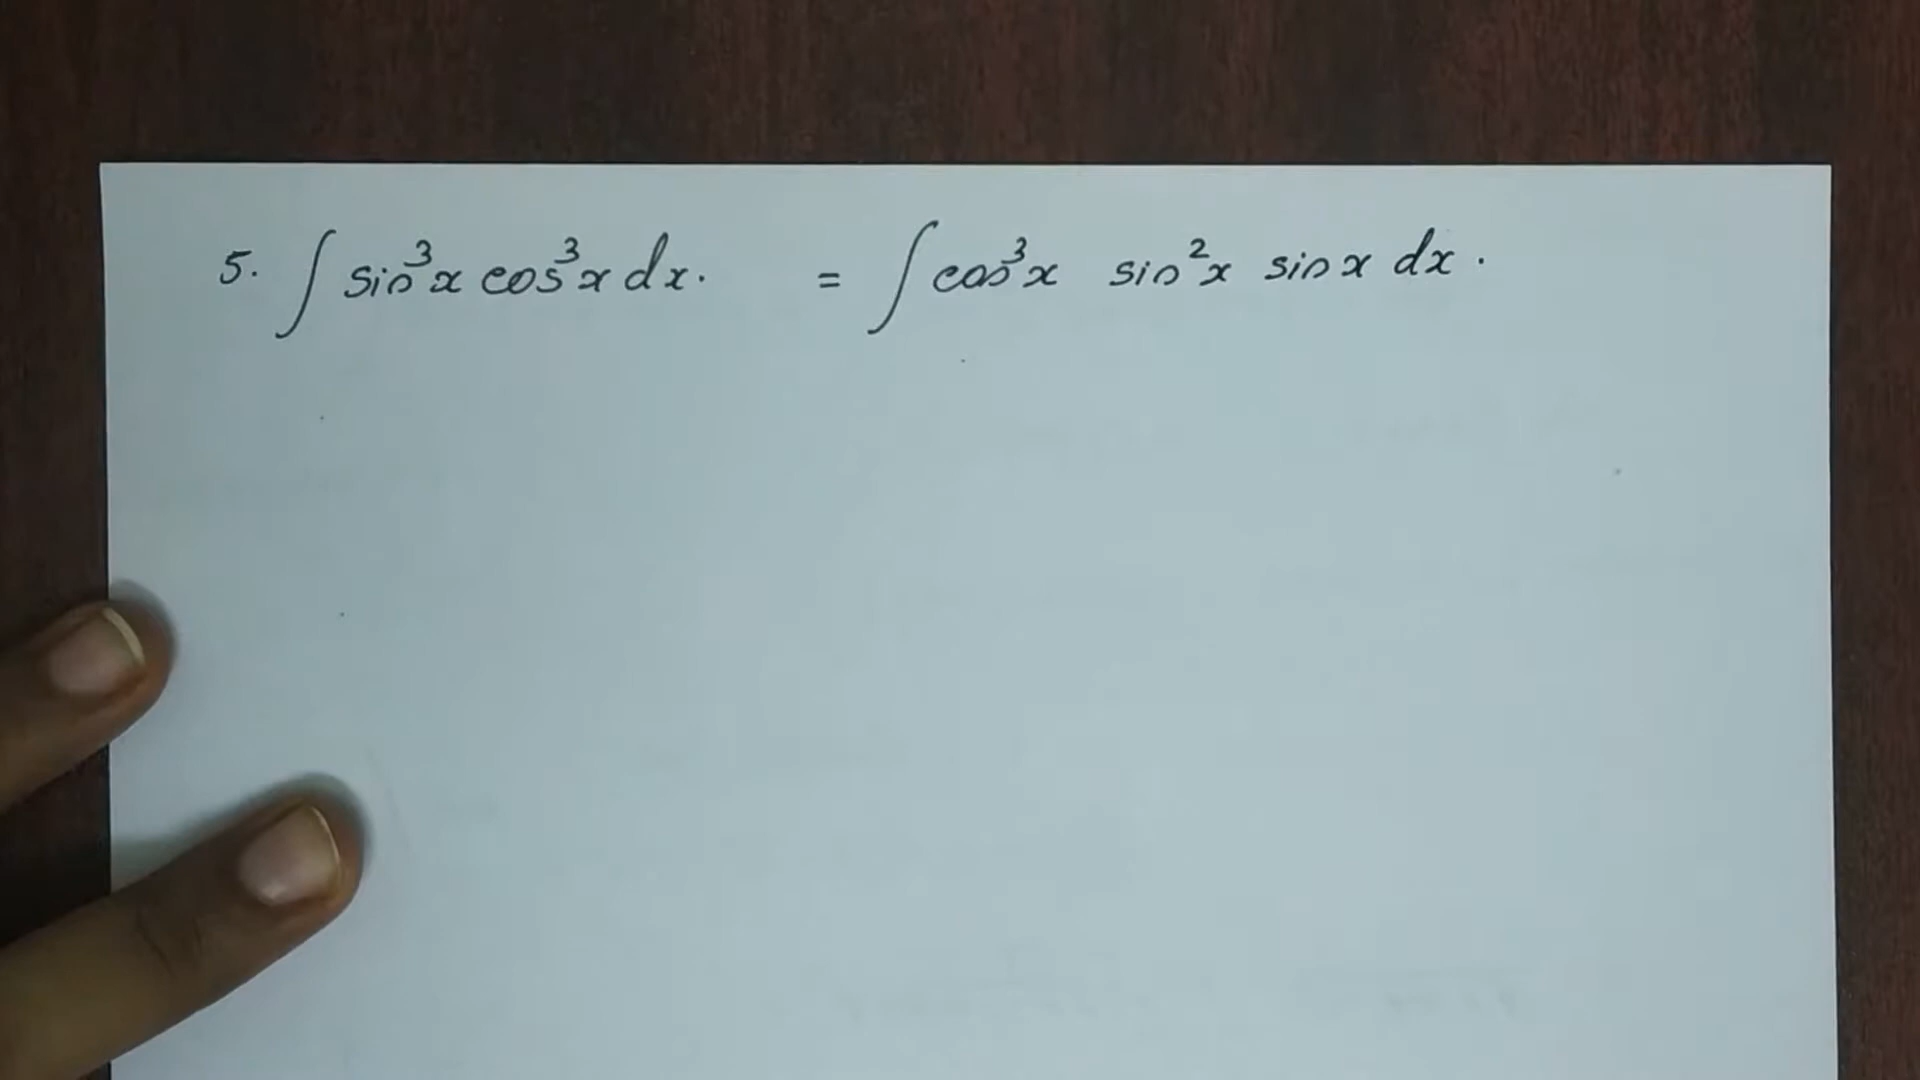 5. ∫ sin³x cos³x dx. = ∫ cos³x sin²x sin x dx.